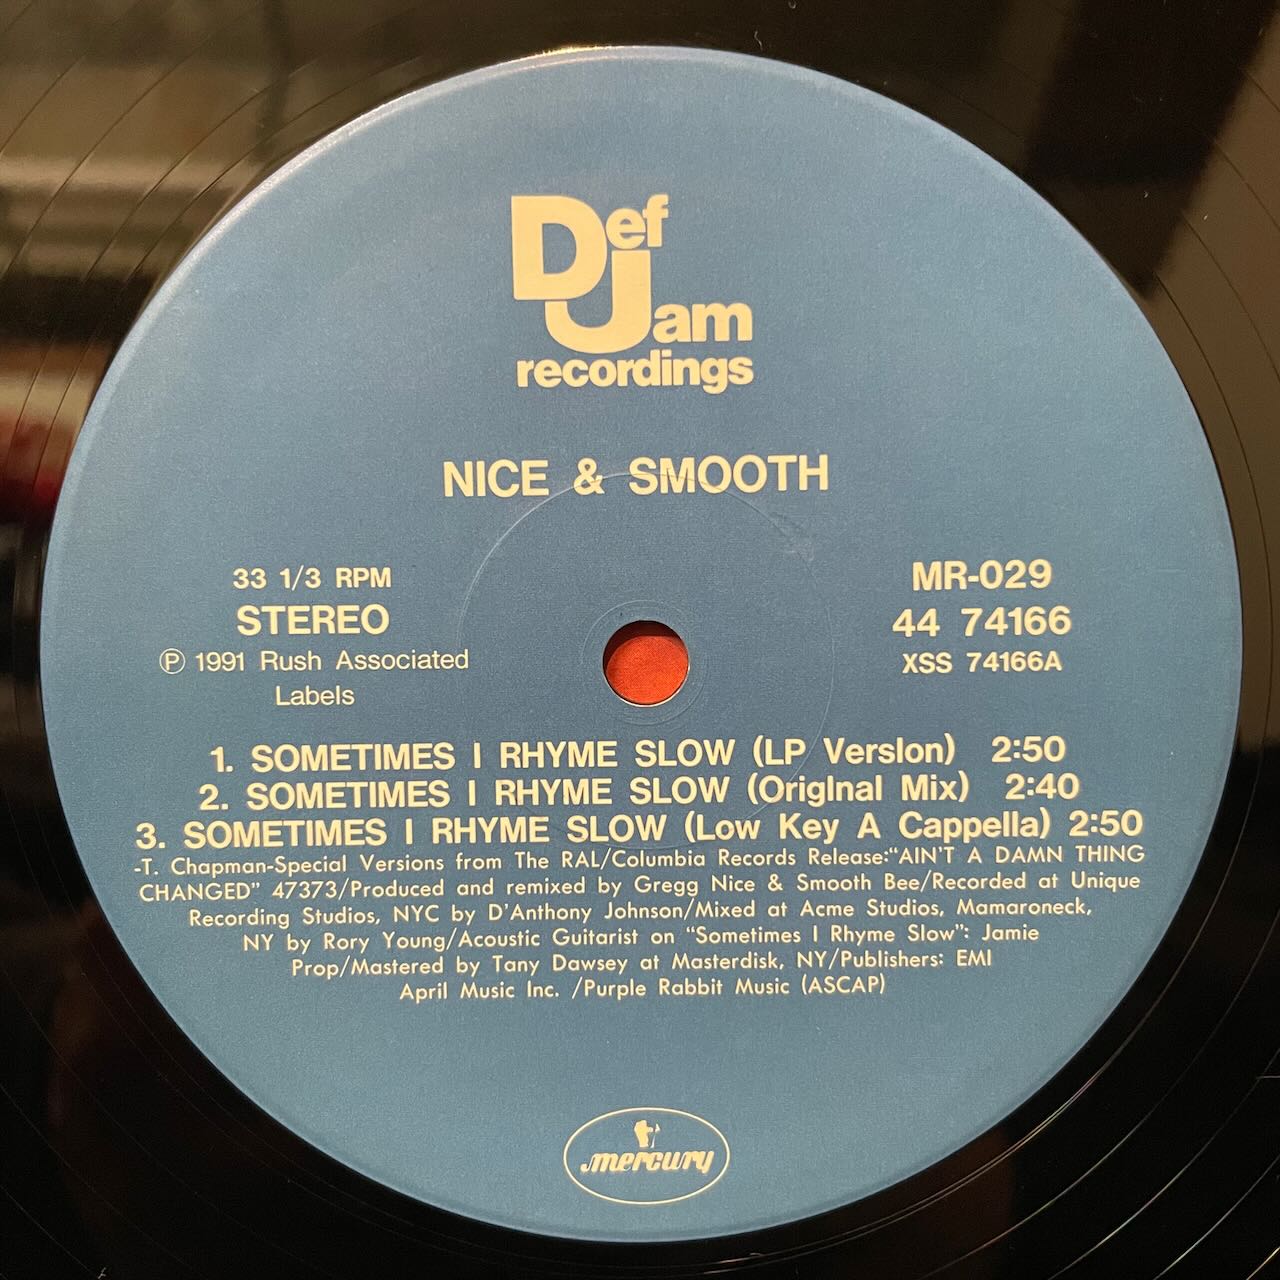 Def
Jam
recordings
NICE & SMOOTH
33 1/3 RPM
STEREO
℗ 1991 Rush Associated
Labels
MR-029
44 74166
XSS 74166A
1. SOMETIMES I RHYME SLOW (LP VersIon) 2:50
2. SOMETIMES I RHYME SLOW (OrigInal Mix) 2:40
3. SOMETIMES I RHYME SLOW (Low Key A Cappella) 2:50
-T. Chapman-Special Versions from The RAL/Columbia Records Release:"AIN'T A DAMN THING
CHANGED" 47373/Produced and remixed by Gregg Nice & Smooth Bee/Recorded at Unique
Recording Studios, NYC by D'Anthony Johnson/Mixed at Acme Studios, Mamaroneck,
NY by Rory Young/Acoustic Guitarist on "Sometimes I Rhyme Slow": Jamie
Prop/Mastered by Tany Dawsey at Masterdisk, NY/Publishers: EMI
April Music Inc. /Purple Rabbit Music (ASCAP)
mercury